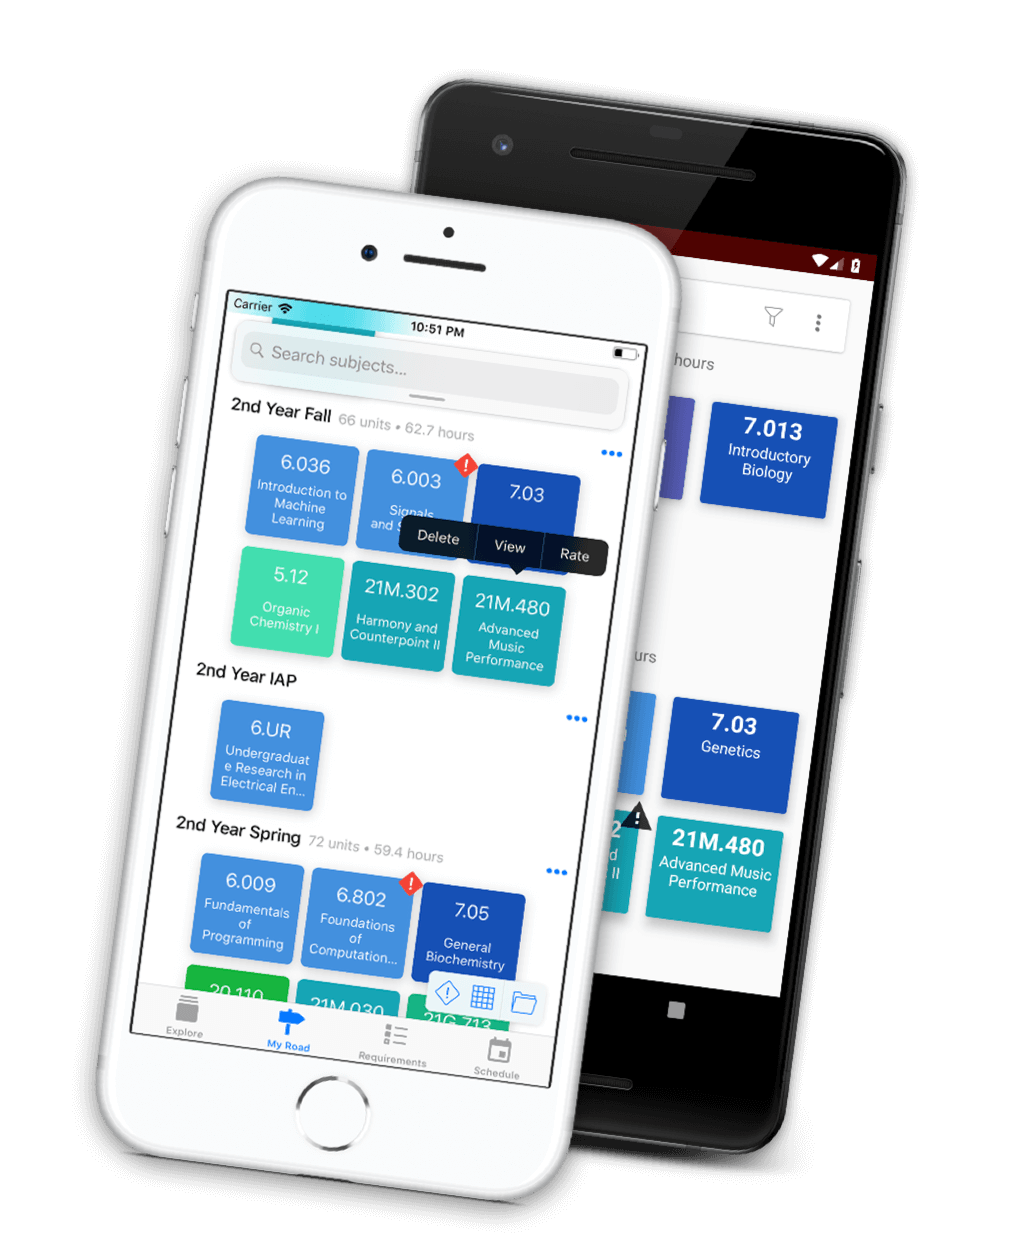 Carrier
10:51 PM
Search subjects...
2nd Year Fall 66 units • 62.7 hours
6.036
Introduction to
Machine
Learning
6.003
Signals
and
7.03
Delete View Rate
5.12
Organic
Chemistry I
21M.302
Harmony and
Counterpoint II
21M.480
Advanced
Music
Performance
2nd Year IAP
6.UR
Undergraduat
e Research in
Electrical En...
2nd Year Spring 72 units • 59.4 hours
6.009
Fundamentals
of
Programming
6.802
Foundations
of
Computation...
7.05
General
Biochemistry
20.110
21M.030
21G.713
Explore
My Road
Requirements
Schedule
hours
7.013
Introductory
Biology
urs
7.03
Genetics
2
d
II
21M.480
Advanced Music
Performance